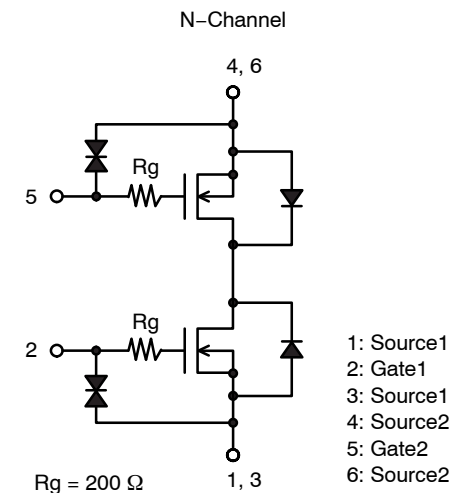 N−Channel
4, 6
Rg
5
Rg
2
1: Source1
2: Gate1
3: Source1
4: Source2
5: Gate2
6: Source2
Rg = 200 Ω
1, 3